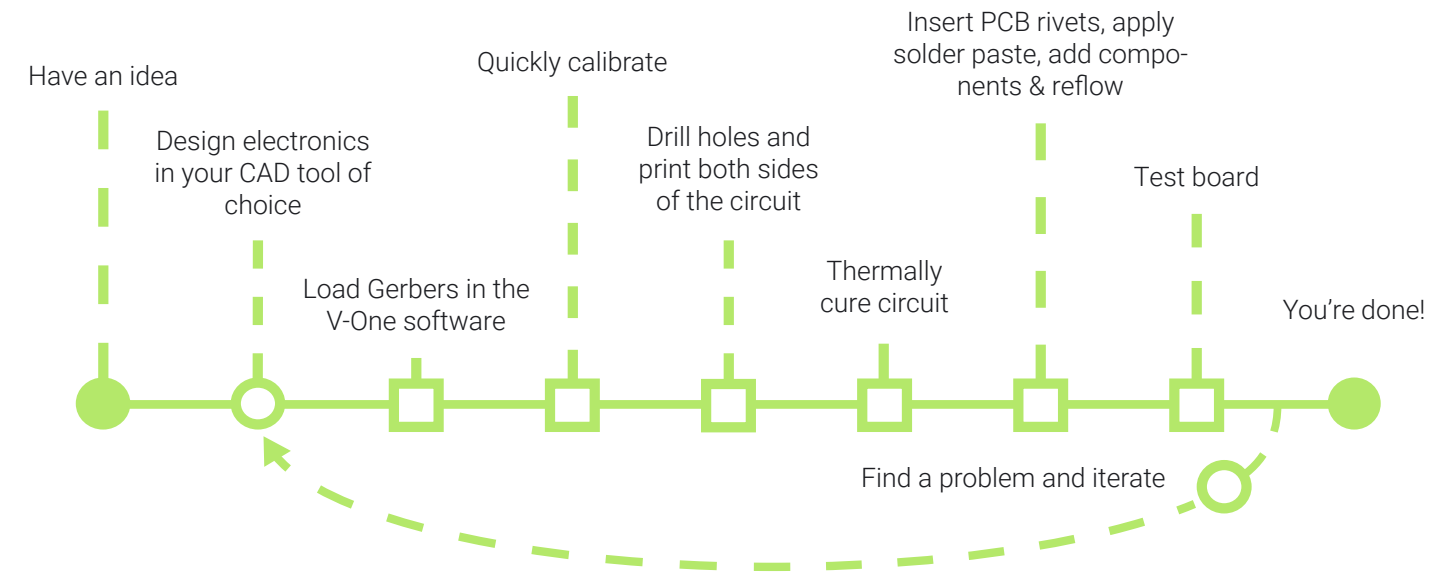 Have an idea
Design electronics
in your CAD tool of
choice
Load Gerbers in the
V-One software
Quickly calibrate
Drill holes and
print both sides
of the circuit
Thermally
cure circuit
Insert PCB rivets, apply
solder paste, add compo-
nents & reflow
Test board
You’re done!
Find a problem and iterate